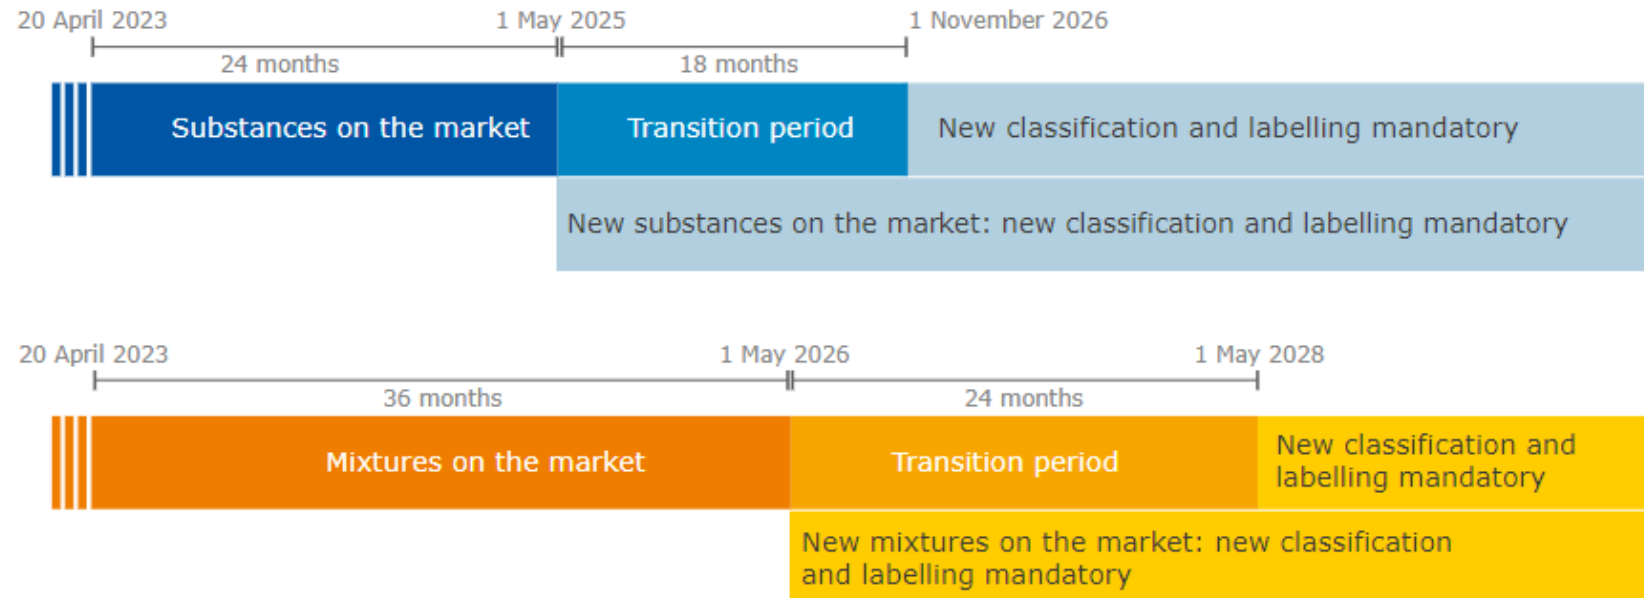 20 April 2023
1 May 2025
1 November 2026
24 months
18 months
Substances on the market
Transition period
New classification and labelling mandatory
New substances on the market: new classification and labelling mandatory
20 April 2023
1 May 2026
1 May 2028
36 months
24 months
Mixtures on the market
Transition period
New classification and
labelling mandatory
New mixtures on the market: new classification
and labelling mandatory